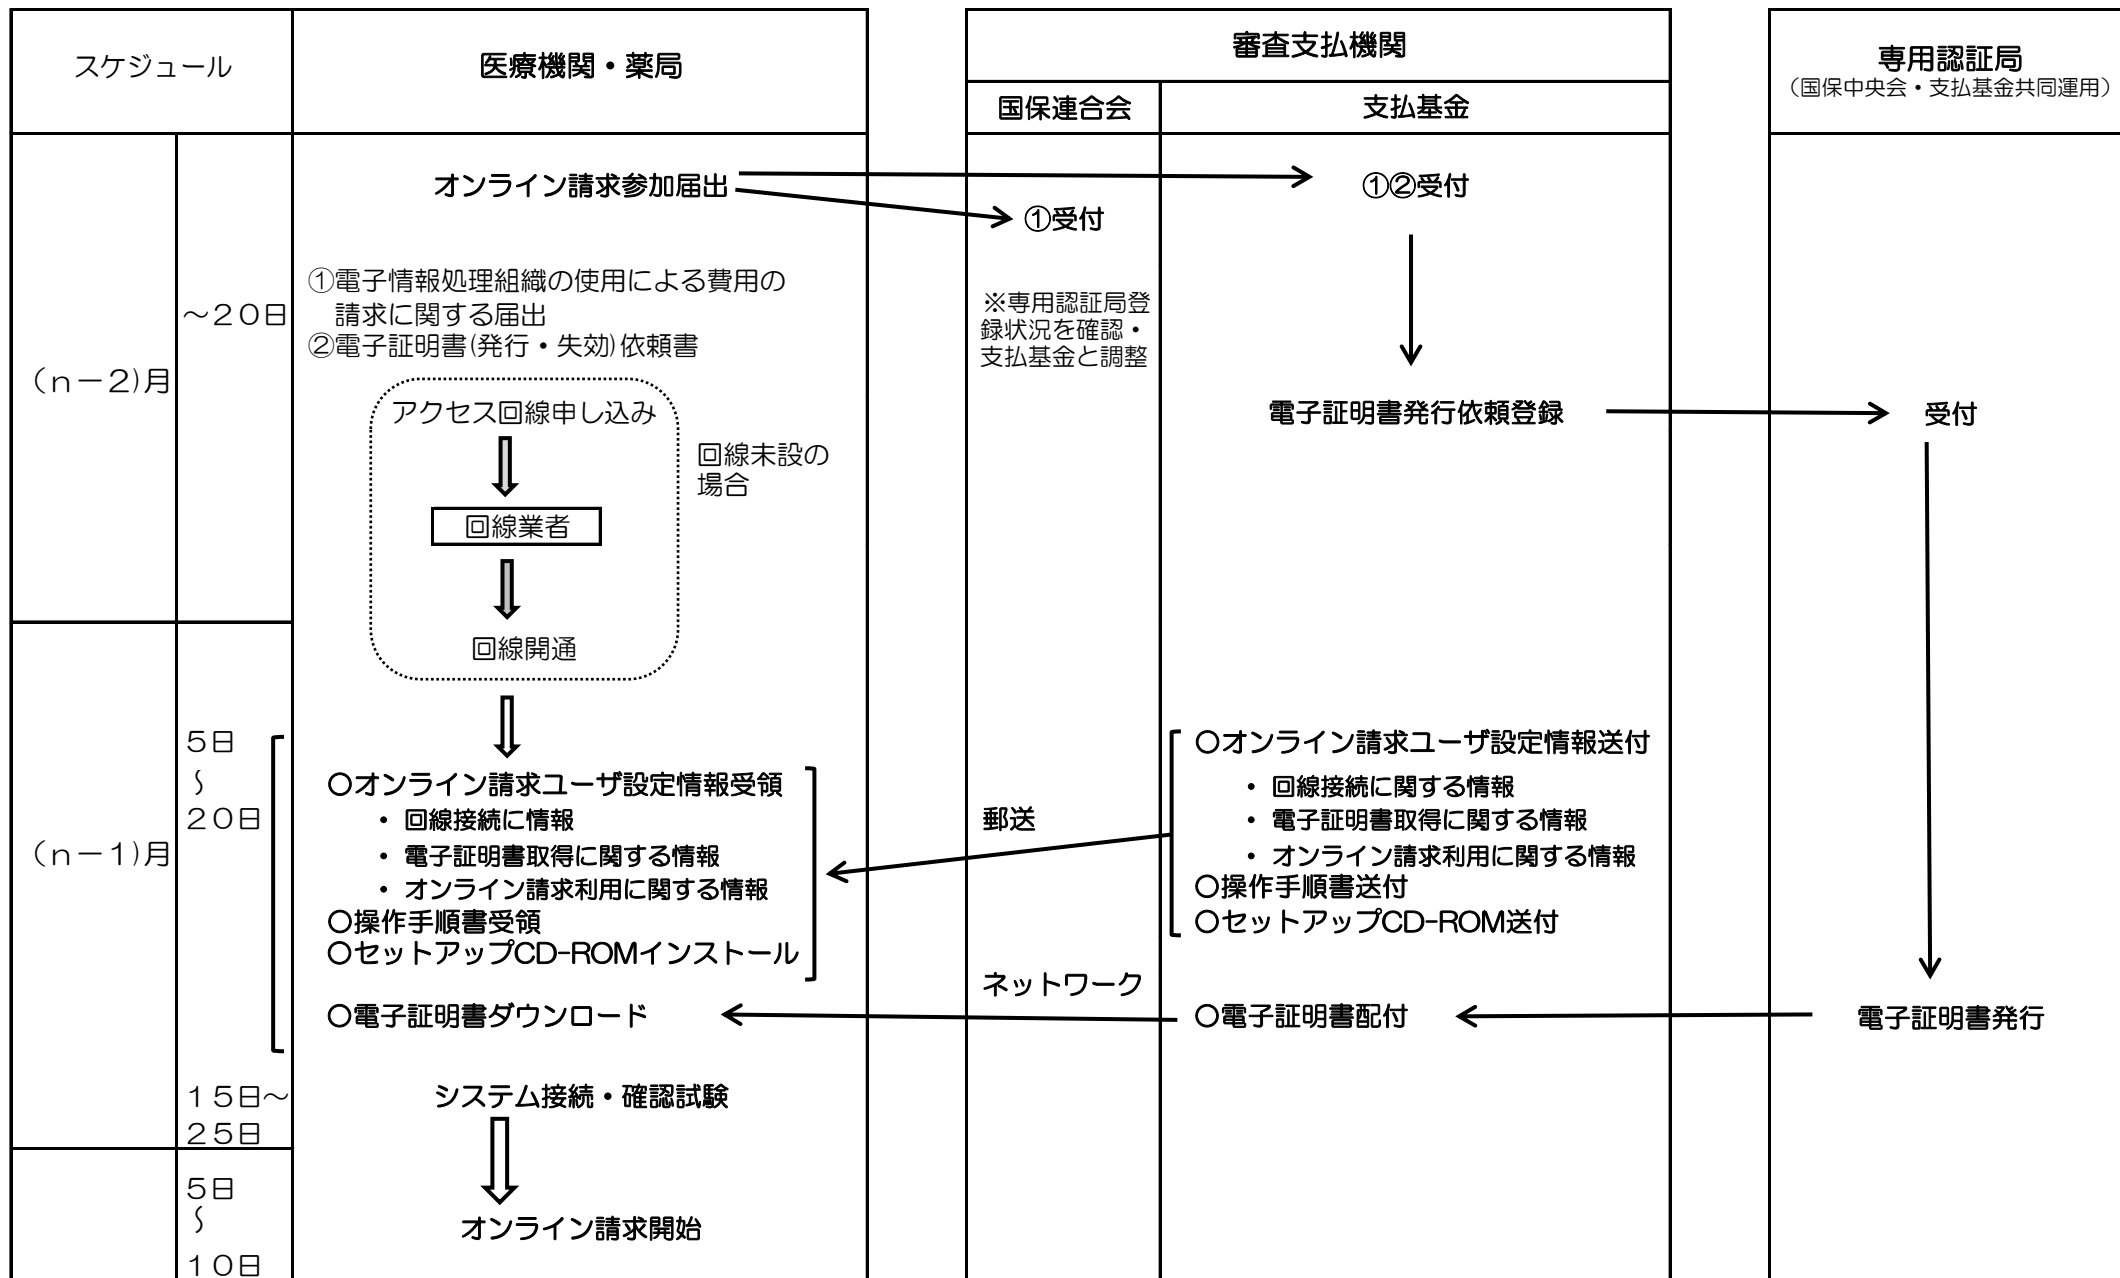 スケジュール
医療機関・薬局
審査支払機関
国保連合会
支払基金
専用認証局
（国保中央会・支払基金共同運用）
（ｎ－２)月
～２０日
オンライン請求参加届出
①電子情報処理組織の使用による費用の
請求に関する届出
②電子証明書(発行・失効)依頼書
アクセス回線申し込み
回線業者
回線開通
回線未設の
場合
①受付
※専用認証局登
録状況を確認・
支払基金と調整
①②受付
電子証明書発行依頼登録
受付
（ｎ－１)月
５日
～
２０日
○オンライン請求ユーザ設定情報受領
・ 回線接続に情報
・ 電子証明書取得に関する情報
・ オンライン請求利用に関する情報
○操作手順書受領
○セットアップCD-ROMインストール
○電子証明書ダウンロード
郵送
ネットワーク
○オンライン請求ユーザ設定情報送付
・ 回線接続に関する情報
・ 電子証明書取得に関する情報
・ オンライン請求利用に関する情報
○操作手順書送付
○セットアップCD-ROM送付
○電子証明書配付
電子証明書発行
１５日～
２５日
システム接続・確認試験
５日
～
１０日
オンライン請求開始